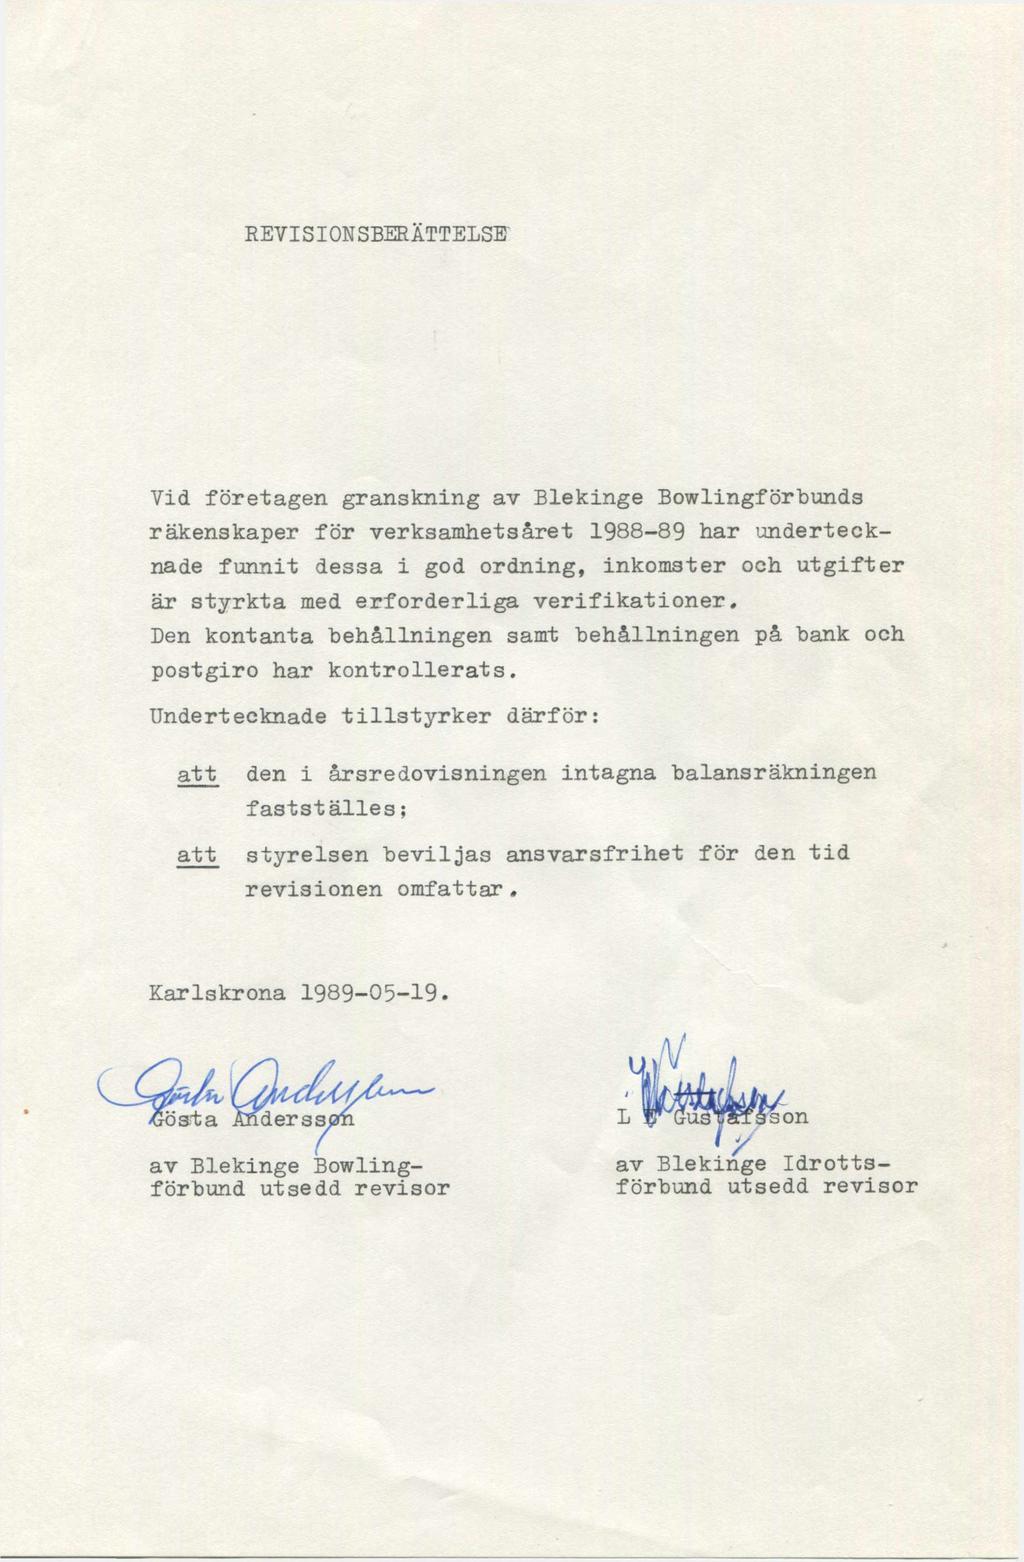 REVISIONSBERÄTTELSE
Vid företagen granskning av Blekinge Bowlingförbunds
räkenskaper för verksamhetsåret 1988-89 har underteck-
nade funnit dessa i god ordning, inkomster och utgifter
är styrkta med erforderliga verifikationer.
Den kontanta behållningen samt behållningen på bank och
postgiro har kontrollerats.
Undertecknade tillstyrker därför:
att den i årsredovisningen intagna balansräkningen
fastställes;
att styrelsen beviljas ansvarsfrihet för den tid
revisionen omfattar.
Karlskrona 1989-05-19.
Gösta Andersson
Gösta Andersson
av Blekinge Bowling-
förbund utsedd revisor
L E Gustafsson
av Blekinge Idrotts-
förbund utsedd revisor